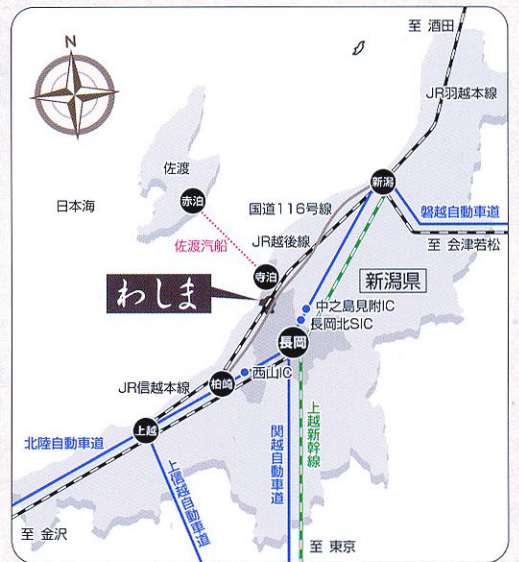 N
至 酒田
JR羽越本線
佐渡
赤泊
日本海
佐渡汽船
国道116号線
JR越後線
新潟
磐越自動車道
至 会津若松
寺泊
わしま
新潟県
中之島見附IC
長岡北SIC
長岡
西山IC
JR信越本線
柏崎
上越
北陸自動車道
上信越自動車道
関越自動車道
上越新幹線
至 金沢
至 東京